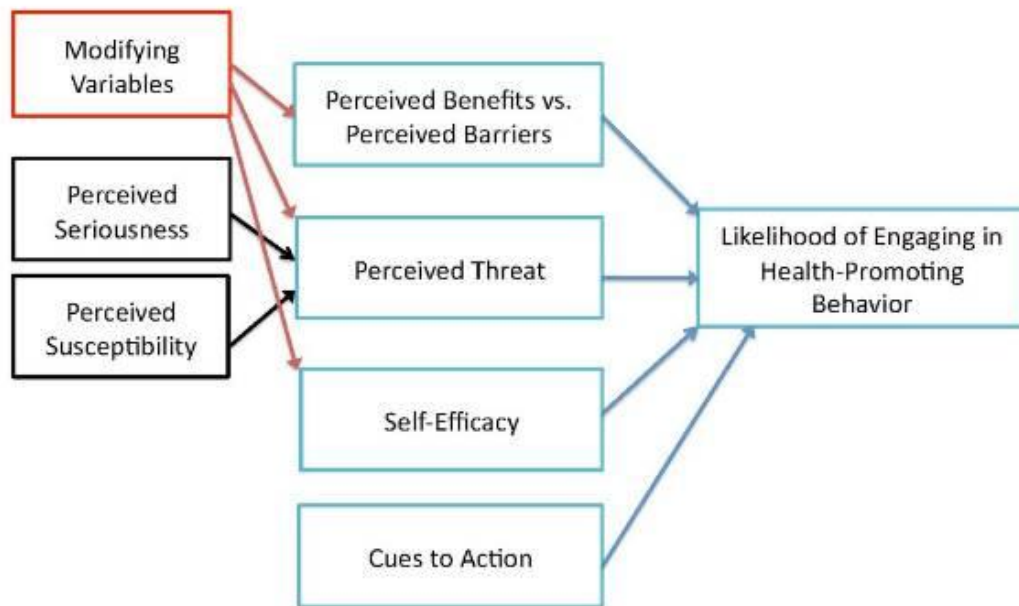 Modifying
Variables
Perceived
Seriousness
Perceived
Susceptibility
Perceived Benefits vs.
Perceived Barriers
Perceived Threat
Self-Efficacy
Cues to Action
Likelihood of Engaging in
Health-Promoting
Behavior